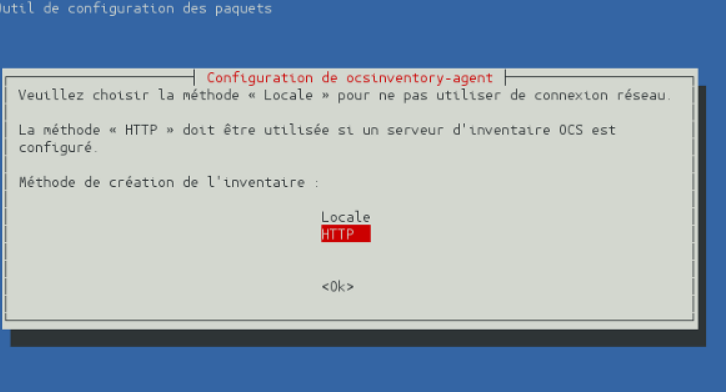 Outil de configuration des paquets
Configuration de ocsinventory-agent
Veuillez choisir la méthode « Locale » pour ne pas utiliser de connexion réseau.
La méthode « HTTP » doit être utilisée si un serveur d'inventaire OCS est
configuré.
Méthode de création de l'inventaire :
Locale
HTTP
<Ok>